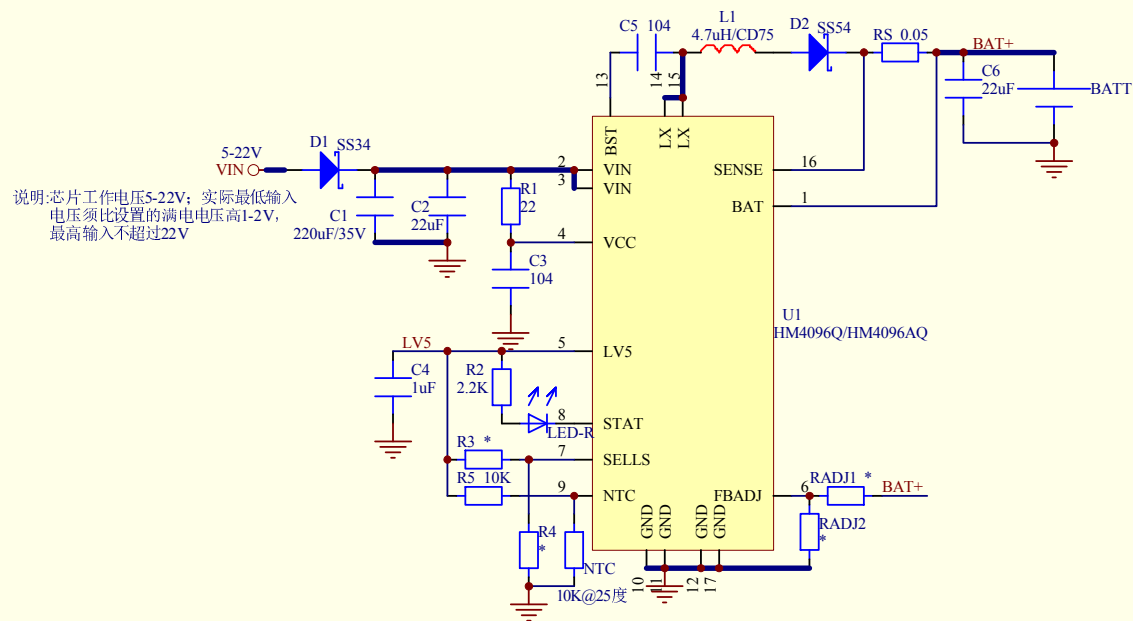 C5 104
L1
4.7uH/CD75
D2 SS54
RS 0.05
BAT+
C6
22uF
BATT
13
14
15
BST
LX
LX
D1 SS34
5-22V
VIN
2
3
VIN
VIN
SENSE
16
BAT
1
说明:芯片工作电压5-22V；实际最低输入
电压须比设置的满电电压高1-2V，
最高输入不超过22V
C1
220uF/35V
C2
22uF
R1
22
4
VCC
C3
104
U1
HM4096Q/HM4096AQ
LV5
5
LV5
C4
1uF
R2
2.2K
8
STAT
LED-R
R3 *
7
SELLS
R5 10K
9
NTC
FBADJ
6
RADJ1 *
BAT+
RADJ2
*
R4
*
NTC
10K@25度
GND
GND
GND
GND
10
11
12
17